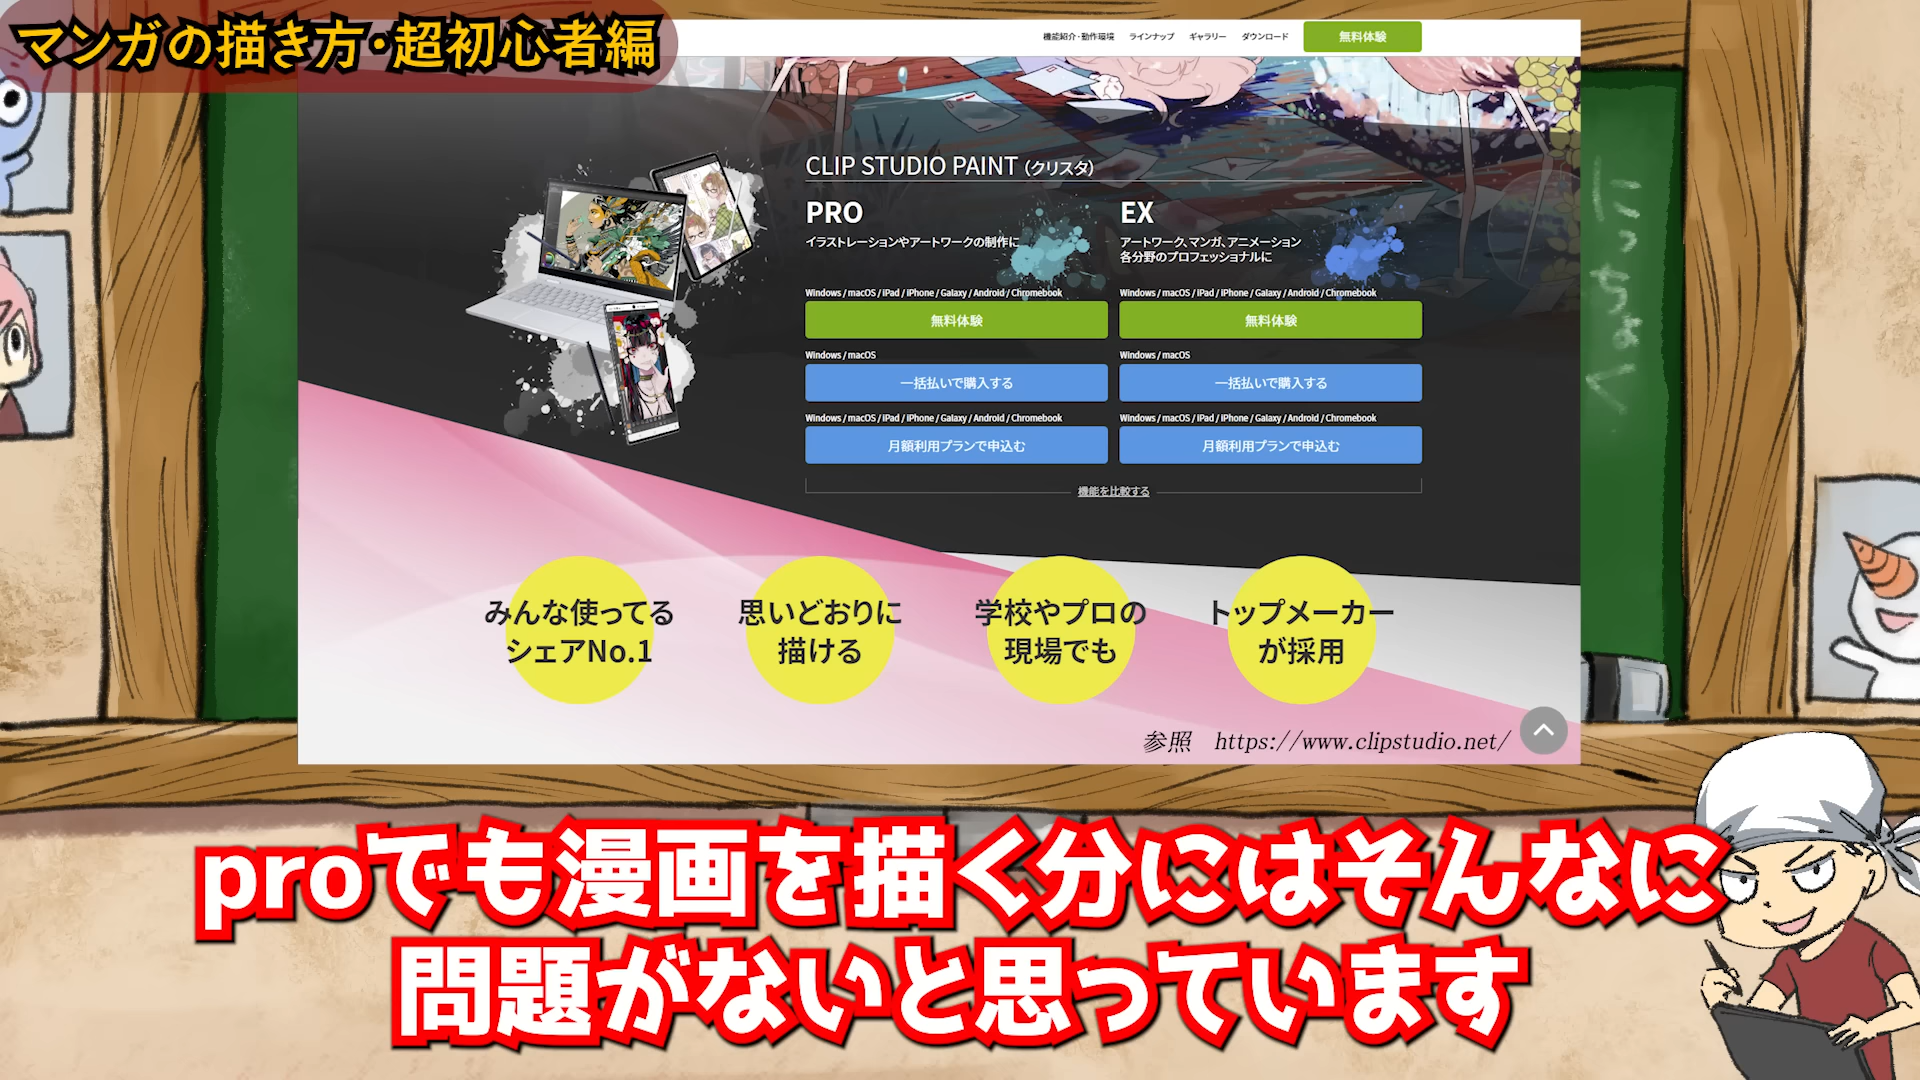 マンガの描き方・超初心者編
機能紹介・動作環境 ラインナップ ギャラリー ダウンロード 無料体験
CLIP STUDIO PAINT (クリスタ)
PRO
イラストレーションやアートワークの制作に
Windows / macOS / iPad / iPhone / Galaxy / Android / Chromebook
無料体験
Windows / macOS
一括払いで購入する
Windows / macOS / iPad / iPhone / Galaxy / Android / Chromebook
月額利用プランで申込む
EX
アートワーク、マンガ、アニメーション
各分野のプロフェッショナルに
Windows / macOS / iPad / iPhone / Galaxy / Android / Chromebook
無料体験
Windows / macOS
一括払いで購入する
Windows / macOS / iPad / iPhone / Galaxy / Android / Chromebook
月額利用プランで申込む
機能を比較する
みんな使ってる
シェアNo.1
思いどおりに
描ける
学校やプロの
現場でも
トップメーカー
が採用
参照 https://www.clipstudio.net/
にっちょく
proでも漫画を描く分にはそんなに
問題がないと思っています